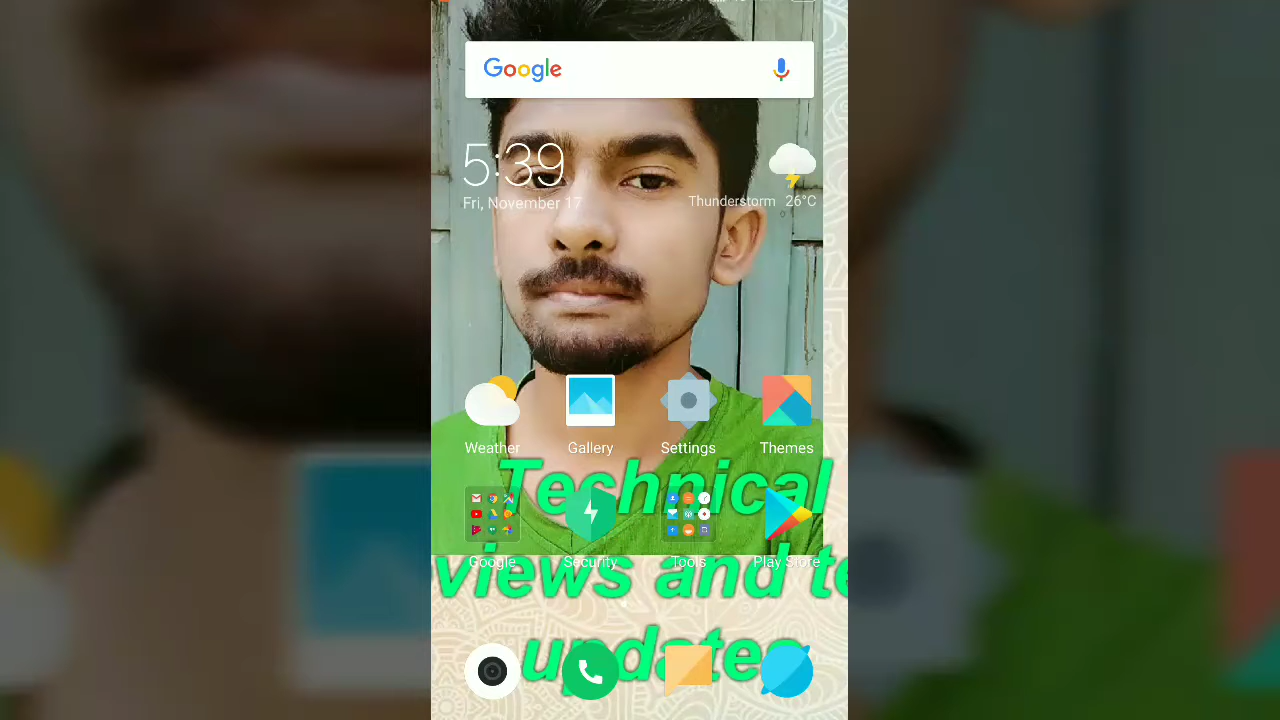 Google
5:39
Fri, November 17
Thunderstorm 26°C
Weather
Gallery
Settings
Themes
Technical
views and te
updates
Google
Security
Tools
Play Store